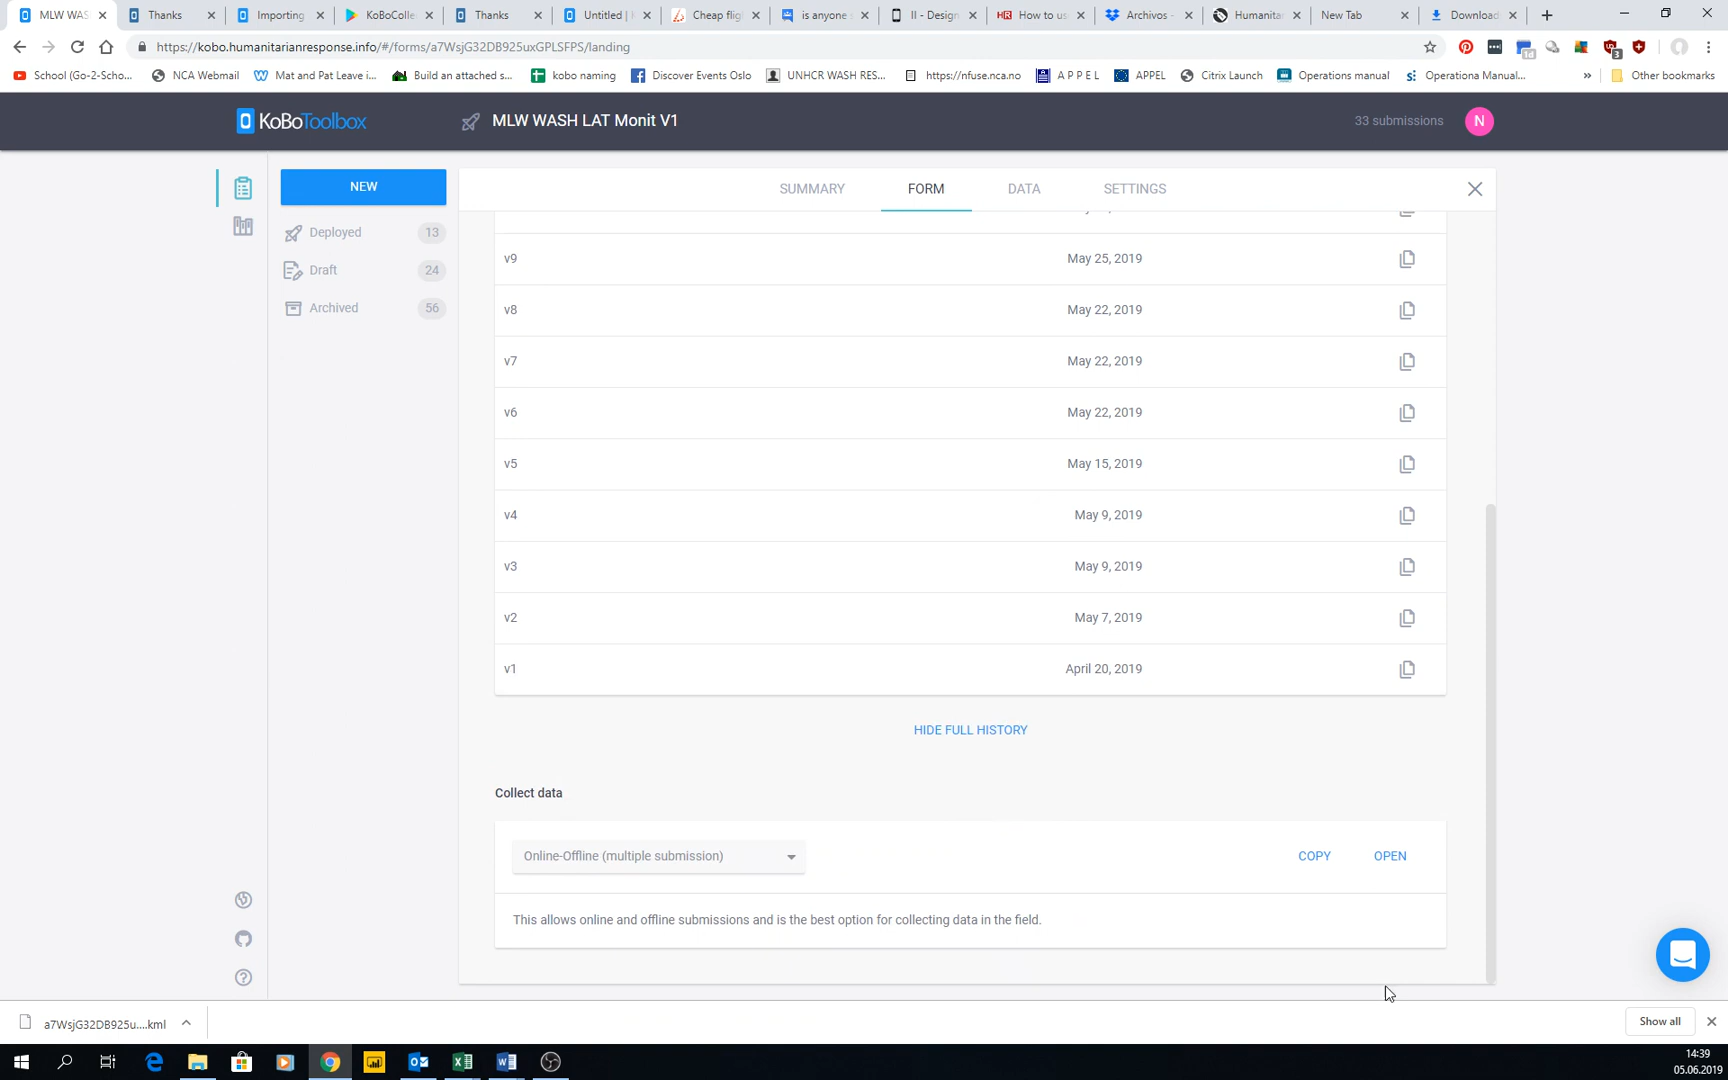 MLW WAS
Thanks
Importing
KoBoColle
Thanks
Untitled |
Cheap flig
is anyone
II - Design
How to us
Archivos -
Humanita
New Tab
Download
https://kobo.humanitarianresponse.info/#/forms/a7WsjG32DB925uxGPLSFPS/landing
School (Go-2-Scho...
NCA Webmail
Mat and Pat Leave i...
Build an attached s...
kobo naming
Discover Events Oslo
UNHCR WASH RES...
https://nfuse.nca.no
A P P E L
APPEL
Citrix Launch
Operations manual
Operationa Manual...
»
Other bookmarks
KoBoToolbox
MLW WASH LAT Monit V1
33 submissions
N
NEW
Deployed 13
Draft 24
Archived 56
SUMMARY
FORM
DATA
SETTINGS
v9 May 25, 2019
v8 May 22, 2019
v7 May 22, 2019
v6 May 22, 2019
v5 May 15, 2019
v4 May 9, 2019
v3 May 9, 2019
v2 May 7, 2019
v1 April 20, 2019
HIDE FULL HISTORY
Collect data
Online-Offline (multiple submission)
COPY
OPEN
This allows online and offline submissions and is the best option for collecting data in the field.
a7WsjG32DB925u....kml
Show all
14:39
05.06.2019